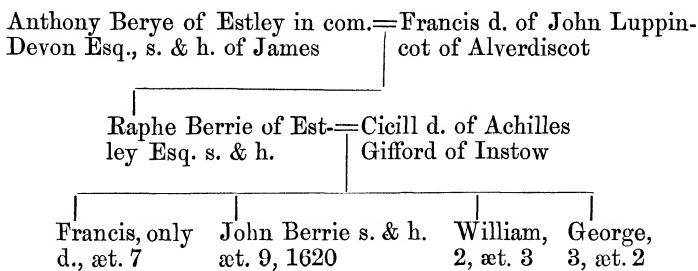 Anthony Berye of Estley in com.=Francis d. of John Luppin-
Devon Esq., s. & h. of James cot of Alverdiscot
Raphe Berrie of Est-=Cicill d. of Achilles
ley Esq. s. & h. Gifford of Instow
Francis, only John Berrie s. & h. William, George,
d., æt. 7 æt. 9, 1620 2, æt. 3 3, æt. 2